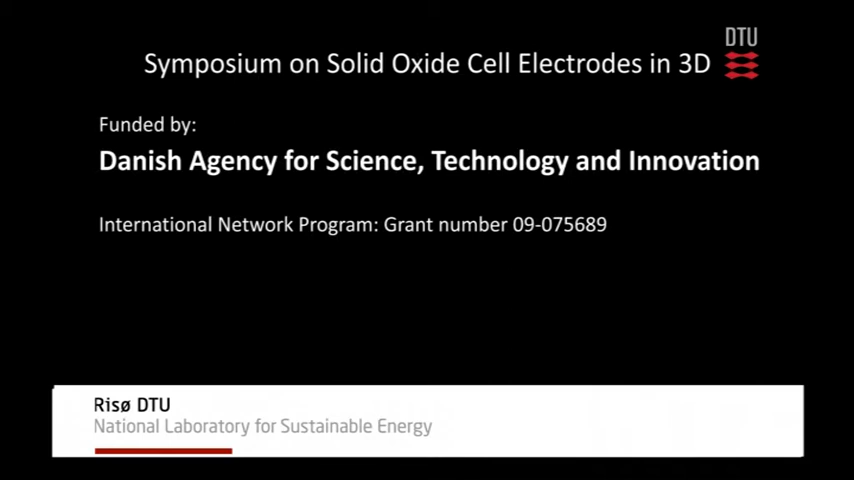 DTU
Symposium on Solid Oxide Cell Electrodes in 3D
Funded by:
Danish Agency for Science, Technology and Innovation
International Network Program: Grant number 09-075689
Risø DTU
National Laboratory for Sustainable Energy